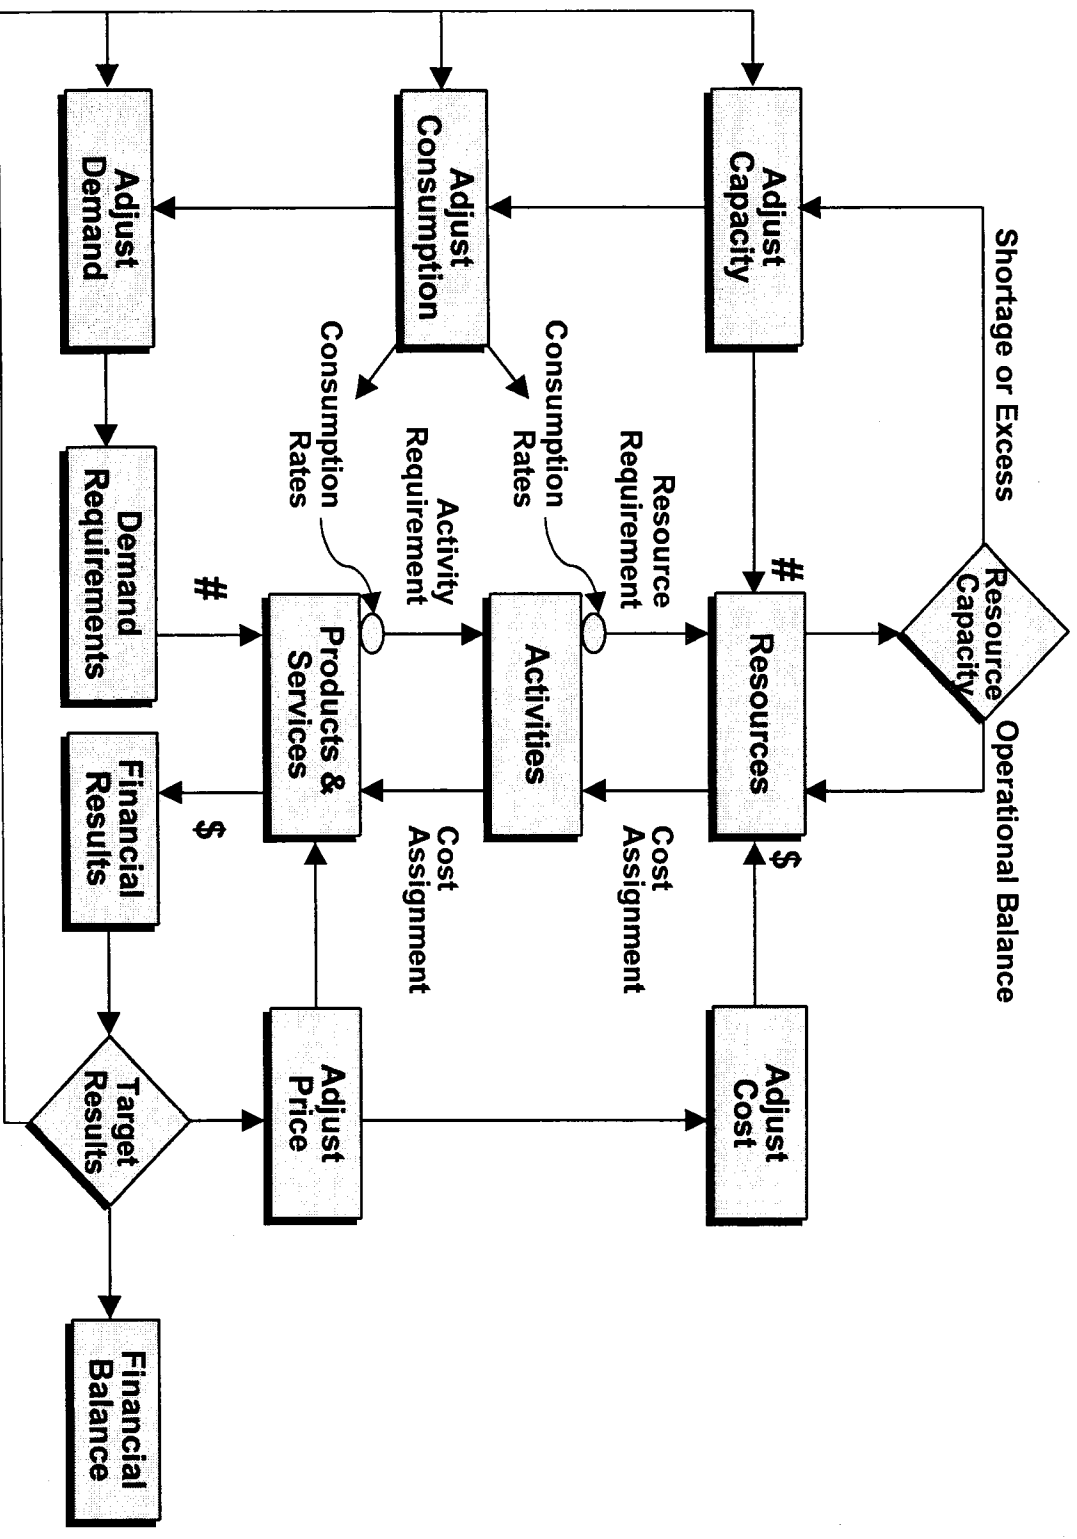 Resource
Capacity
Shortage or Excess
Operational Balance
Adjust
Capacity
#
Resources
$
Adjust
Cost
Resource
Requirement
Cost
Assignment
Consumption
Rates
Adjust
Consumption
Activities
Activity
Requirement
Cost
Assignment
Consumption
Rates
Products &
Services
Adjust
Price
#
$
Adjust
Demand
Demand
Requirements
Financial
Results
Target
Results
Financial
Balance